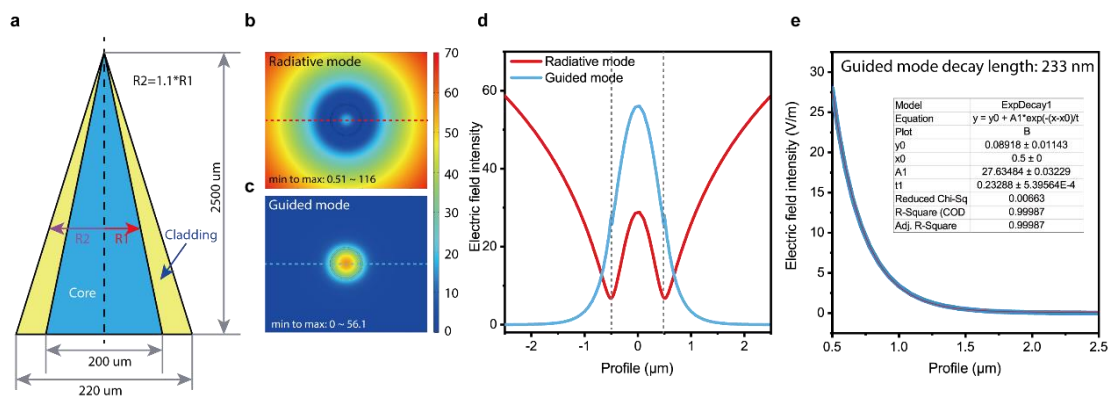 a
R2=1.1*R1
R2
R1
Cladding
Core
2500 um
200 um
220 um
b
Radiative mode
min to max: 0.51 ~ 116
c
Guided mode
min to max: 0 ~ 56.1
70
60
50
40
30
20
10
0
d
Radiative mode
Guided mode
Electric field intensity
60
40
20
0
-2
-1
0
1
2
Profile (μm)
e
Guided mode decay length: 233 nm
Electric field intensity (V/m)
30
25
20
15
10
5
0
Model ExpDecay1
Equation y = y0 + A1*exp(-(x-x0)/t
Plot B
y0 0.08918 ± 0.01143
x0 0.5 ± 0
A1 27.63484 ± 0.03229
t1 0.23288 ± 5.39564E-4
Reduced Chi-Sq 0.00663
R-Square (COD 0.99987
Adj. R-Square 0.99987
0.5
1.0
1.5
2.0
2.5
Profile (μm)